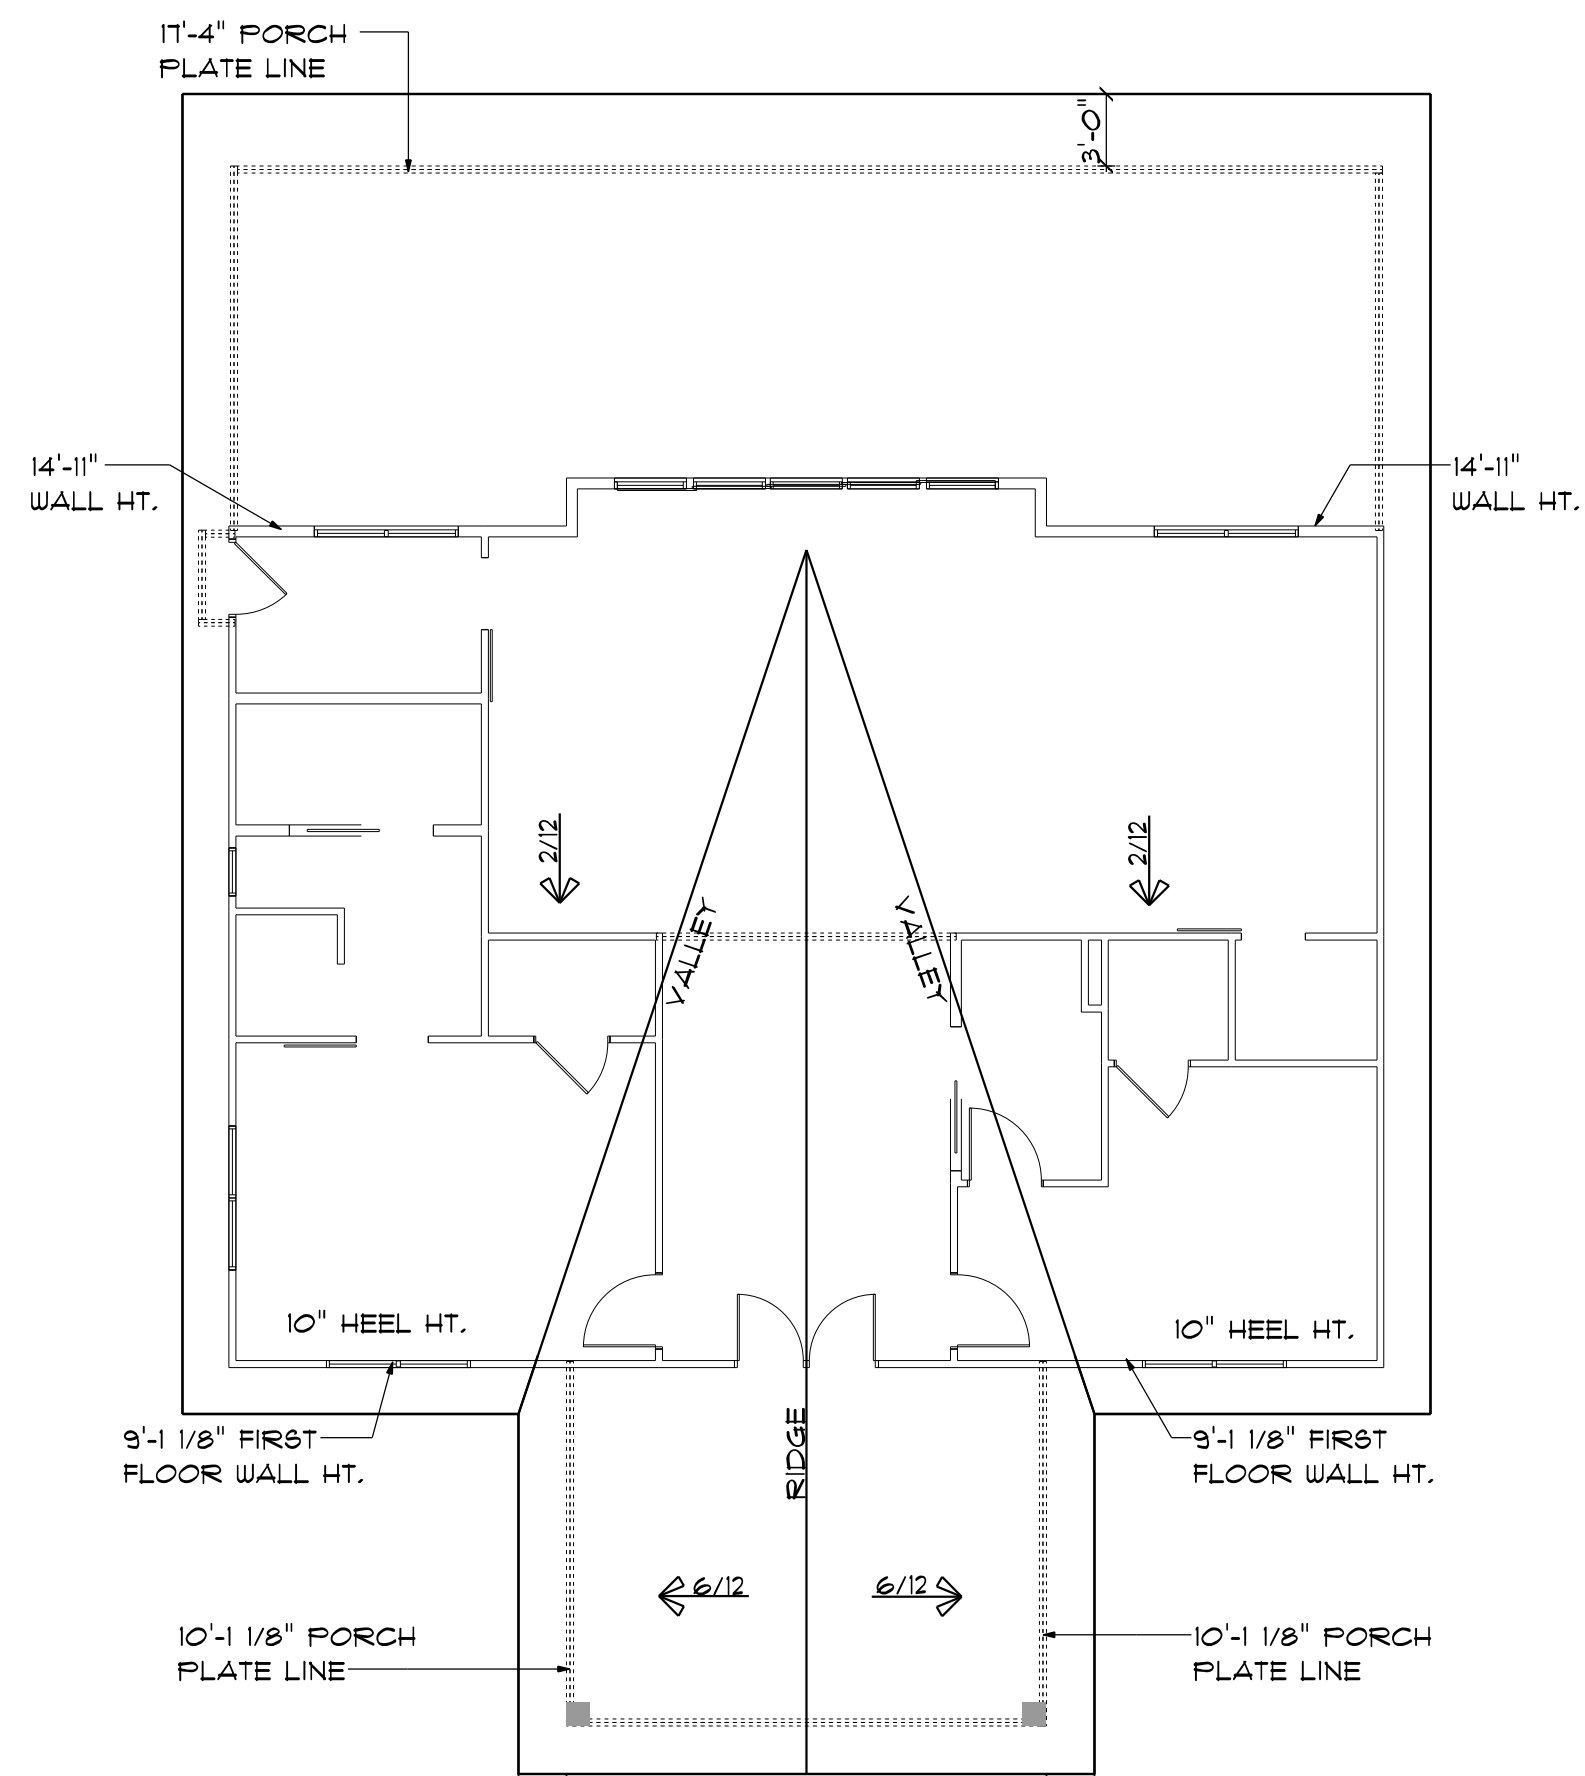 17'-4" PORCH
PLATE LINE
3'-0"
14'-11"
WALL HT.
14'-11"
WALL HT.
2/12
2/12
VALLEY
VALLEY
10" HEEL HT.
10" HEEL HT.
RIDGE
9'-1 1/8" FIRST
FLOOR WALL HT.
9'-1 1/8" FIRST
FLOOR WALL HT.
6/12
6/12
10'-1 1/8" PORCH
PLATE LINE
10'-1 1/8" PORCH
PLATE LINE